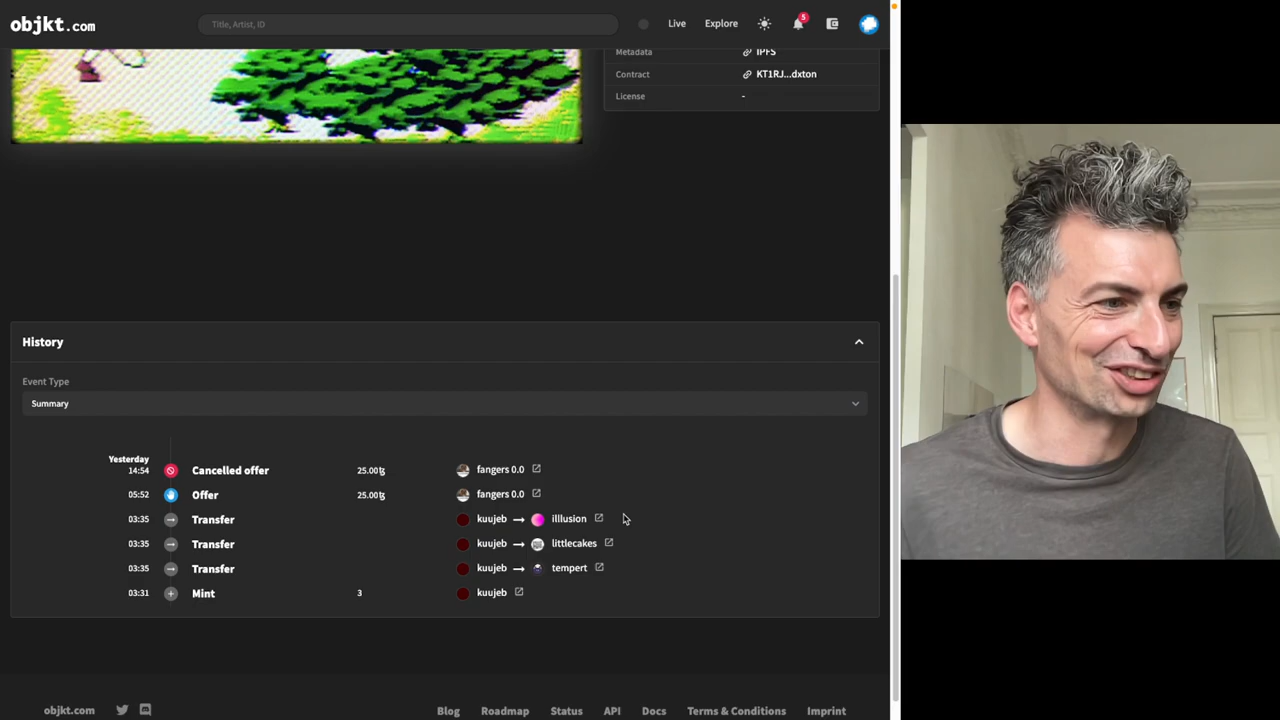 objkt.com
Title, Artist, ID
Live
Explore
5
Metadata
IPFS
Contract
KT1RJ...dxton
License
-
History
Event Type
Summary
Yesterday
14:54 Cancelled offer 25.00ꜩ fangers 0.0
05:52 Offer 25.00ꜩ fangers 0.0
03:35 Transfer kuujeb → illlusion
03:35 Transfer kuujeb → littlecakes
03:35 Transfer kuujeb → tempert
03:31 Mint 3 kuujeb
objkt.com
Blog
Roadmap
Status
API
Docs
Terms & Conditions
Imprint